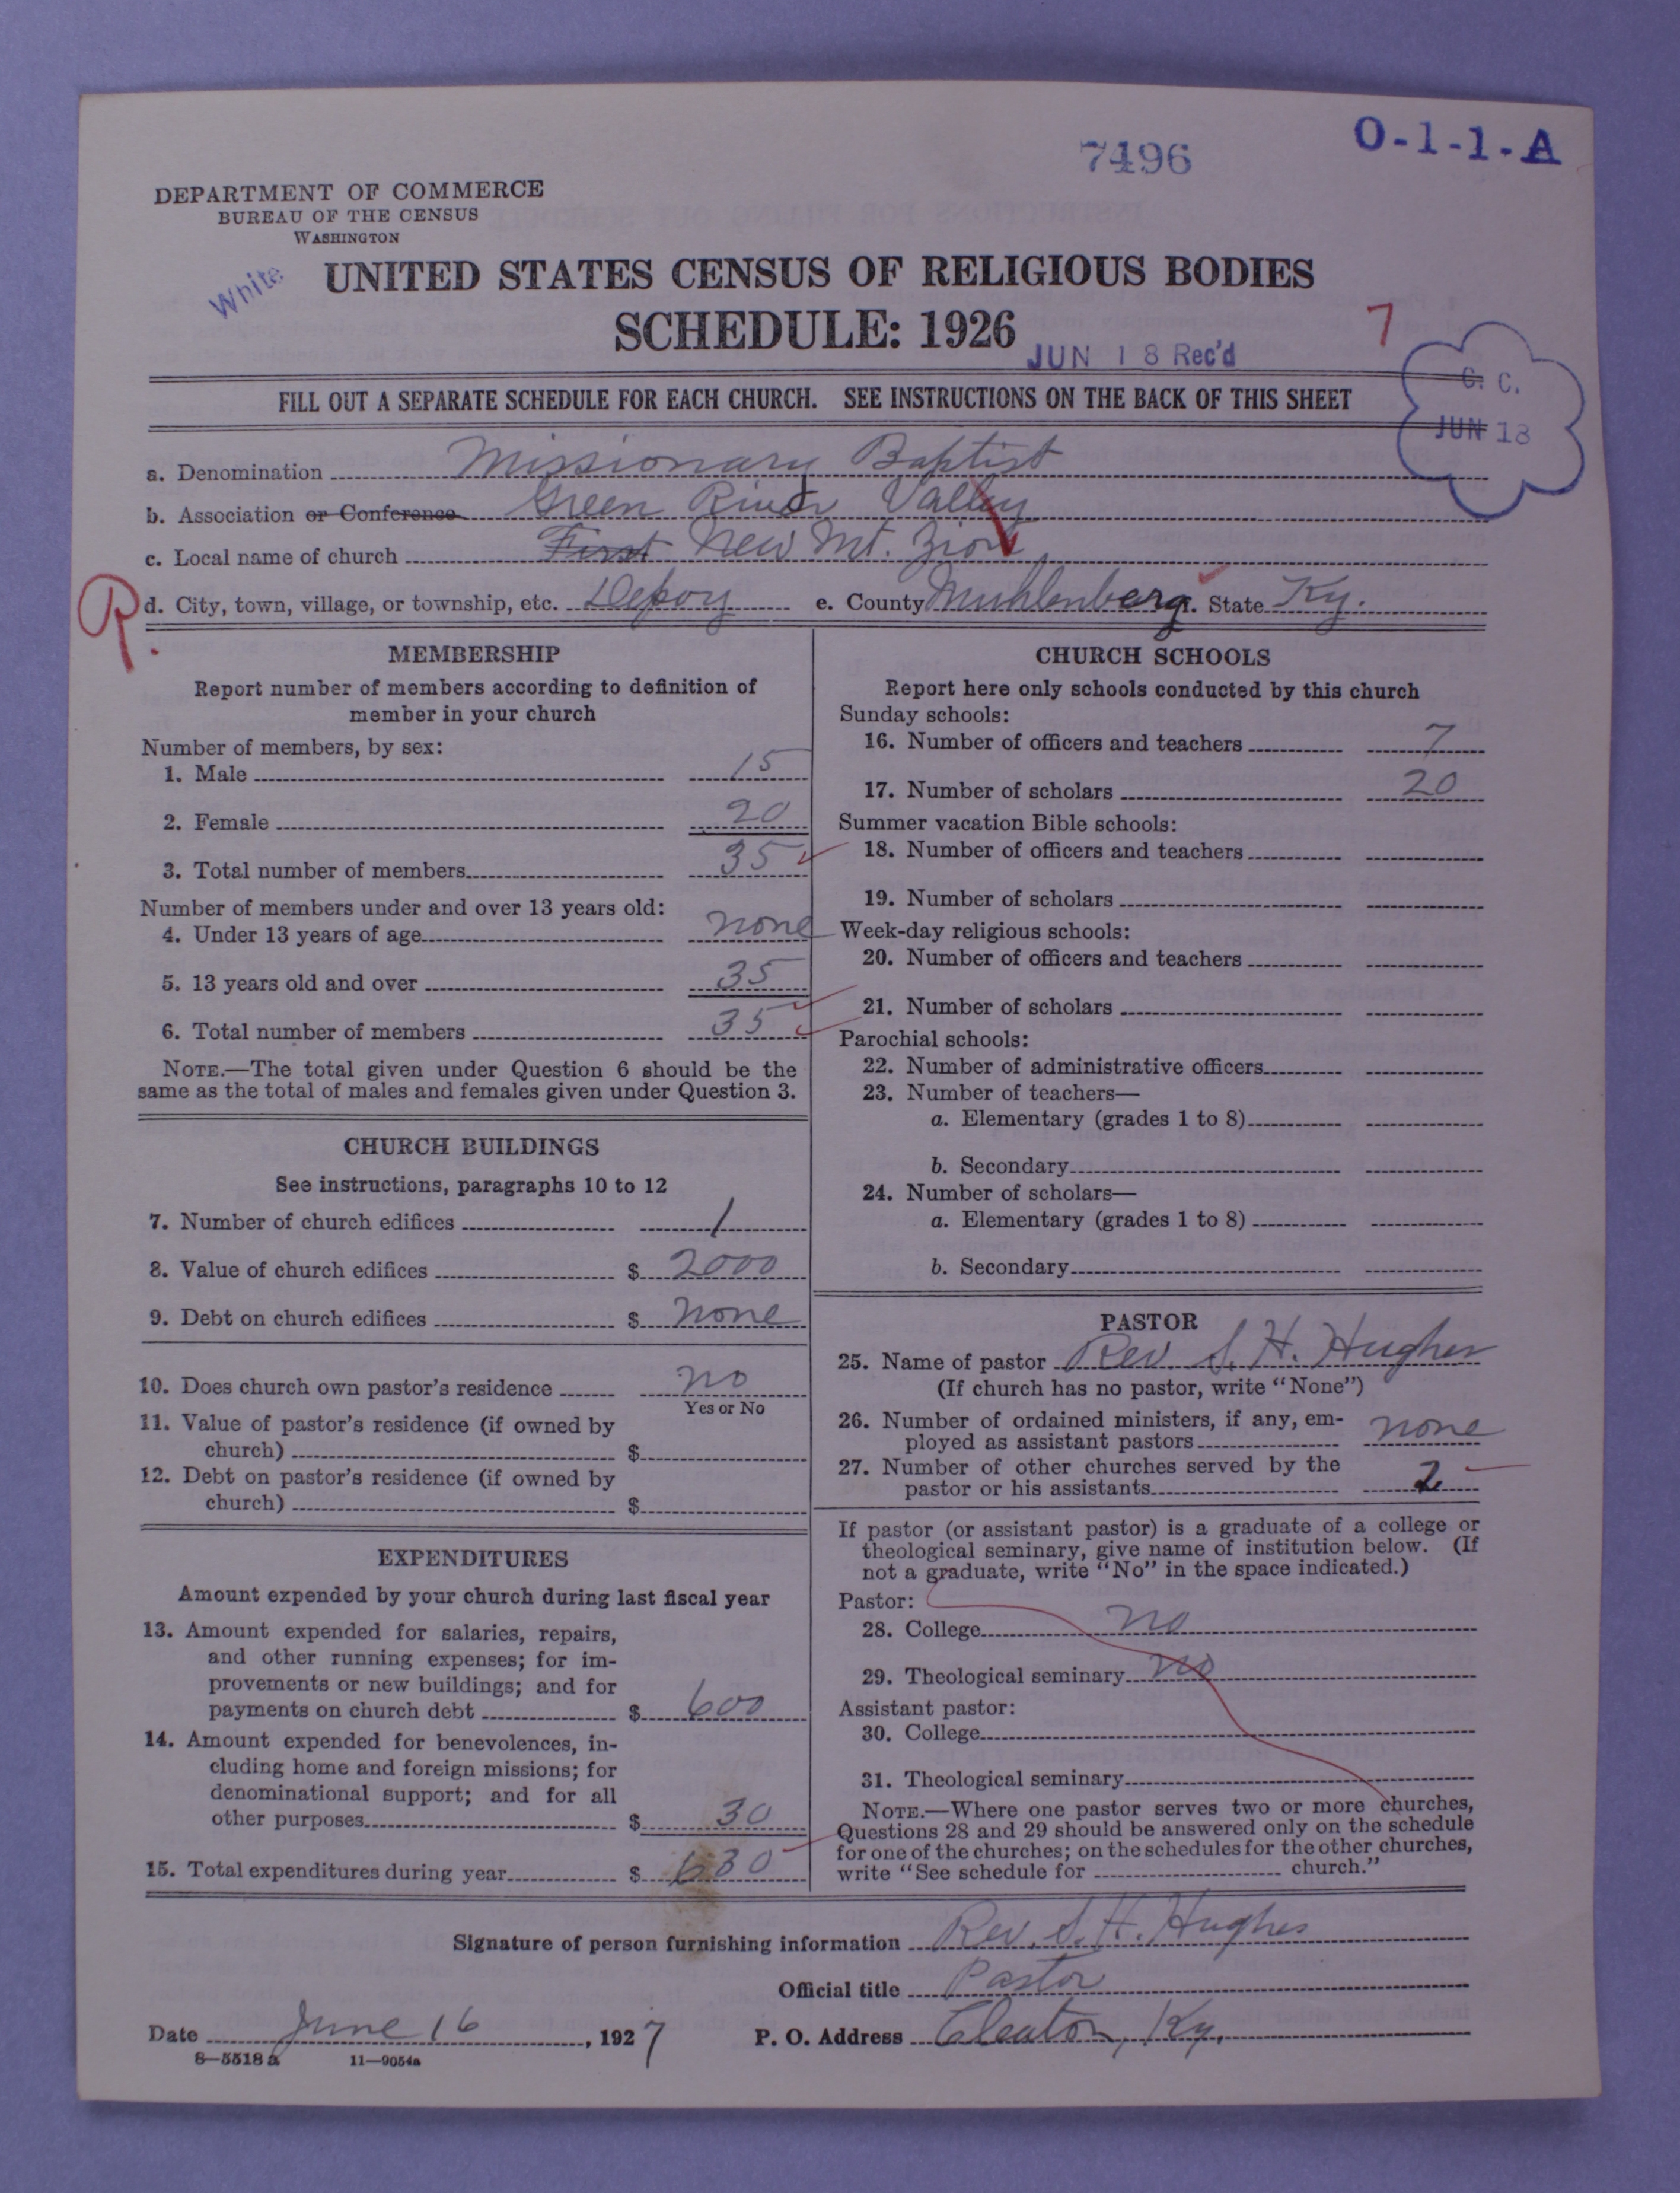 7496
O-1-1-A
DEPARTMENT OF COMMERCE
BUREAU OF THE CENSUS
WASHINGTON
White
UNITED STATES CENSUS OF RELIGIOUS BODIES
SCHEDULE: 1926
JUN 18 Rec'd
7
C. C.
JUN 18
FILL OUT A SEPARATE SCHEDULE FOR EACH CHURCH. SEE INSTRUCTIONS ON THE BACK OF THIS SHEET
a. Denomination Missionary Baptist
b. Association or Conference Green River Valley
c. Local name of church First New Mt. Zion
R.
d. City, town, village, or township, etc. Depoy e. County Muhlenberg. State Ky.
MEMBERSHIP
Report number of members according to definition of
member in your church
Number of members, by sex:
1. Male 15
2. Female 20
3. Total number of members 35
Number of members under and over 13 years old:
4. Under 13 years of age none
5. 13 years old and over 35
6. Total number of members 35
NOTE.—The total given under Question 6 should be the
same as the total of males and females given under Question 3.
CHURCH BUILDINGS
See instructions, paragraphs 10 to 12
7. Number of church edifices 1
8. Value of church edifices $ 2000
9. Debt on church edifices $ none
10. Does church own pastor's residence no
Yes or No
11. Value of pastor's residence (if owned by
church) $
12. Debt on pastor's residence (if owned by
church) $
EXPENDITURES
Amount expended by your church during last fiscal year
13. Amount expended for salaries, repairs,
and other running expenses; for im-
provements or new buildings; and for
payments on church debt $ 600
14. Amount expended for benevolences, in-
cluding home and foreign missions; for
denominational support; and for all
other purposes $ 30
15. Total expenditures during year $ 630
CHURCH SCHOOLS
Report here only schools conducted by this church
Sunday schools:
16. Number of officers and teachers 7
17. Number of scholars 20
Summer vacation Bible schools:
18. Number of officers and teachers
19. Number of scholars
Week-day religious schools:
20. Number of officers and teachers
21. Number of scholars
Parochial schools:
22. Number of administrative officers
23. Number of teachers—
a. Elementary (grades 1 to 8)
b. Secondary
24. Number of scholars—
a. Elementary (grades 1 to 8)
b. Secondary
PASTOR
25. Name of pastor Rev. S. H. Hughes
(If church has no pastor, write "None")
26. Number of ordained ministers, if any, em-
ployed as assistant pastors none
27. Number of other churches served by the
pastor or his assistants 2
If pastor (or assistant pastor) is a graduate of a college or
theological seminary, give name of institution below. (If
not a graduate, write "No" in the space indicated.)
Pastor:
28. College no
29. Theological seminary no
Assistant pastor:
30. College
31. Theological seminary
NOTE.—Where one pastor serves two or more churches,
Questions 28 and 29 should be answered only on the schedule
for one of the churches; on the schedules for the other churches,
write "See schedule for church."
Signature of person furnishing information Rev. S. H. Hughes
Official title Pastor
Date June 16, 1927 P. O. Address Cleaton, Ky.
8—5518 a 11—9054a